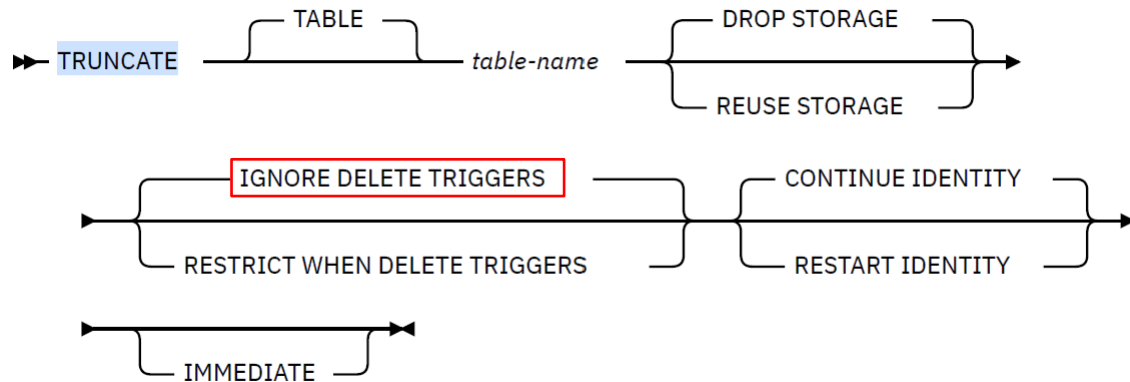 TABLE DROP STORAGE
TRUNCATE table-name
REUSE STORAGE
IGNORE DELETE TRIGGERS CONTINUE IDENTITY
RESTRICT WHEN DELETE TRIGGERS RESTART IDENTITY
IMMEDIATE